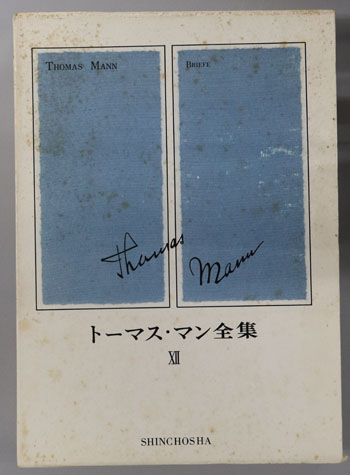 THOMAS MANN
BRIEFE
Thomas
Mann
トーマス・マン全集
XII
SHINCHOSHA